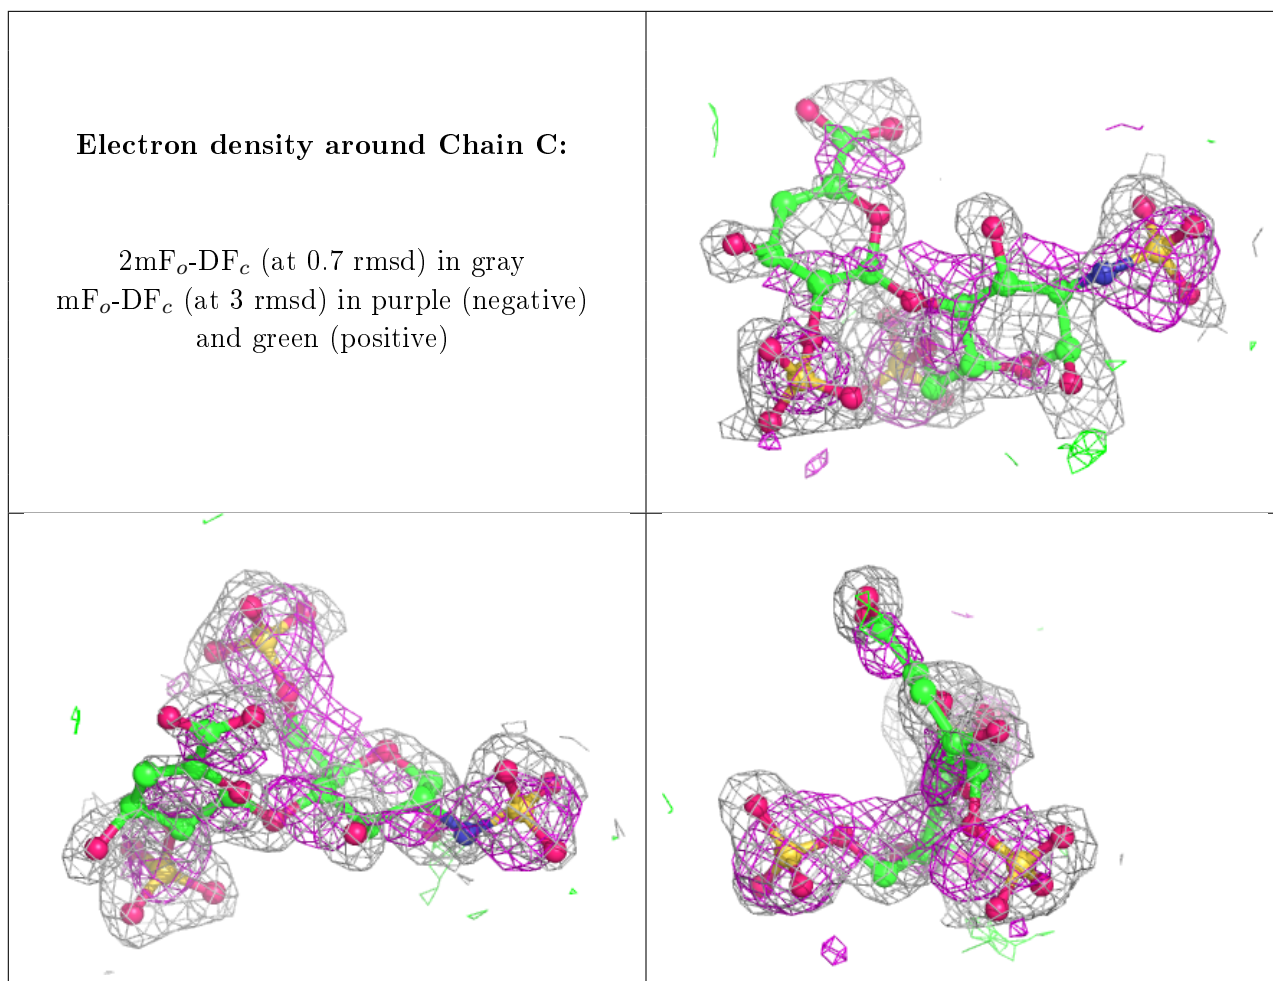 Electron density around Chain C:
2mFo-DFc (at 0.7 rmsd) in gray
mFo-DFc (at 3 rmsd) in purple (negative)
and green (positive)